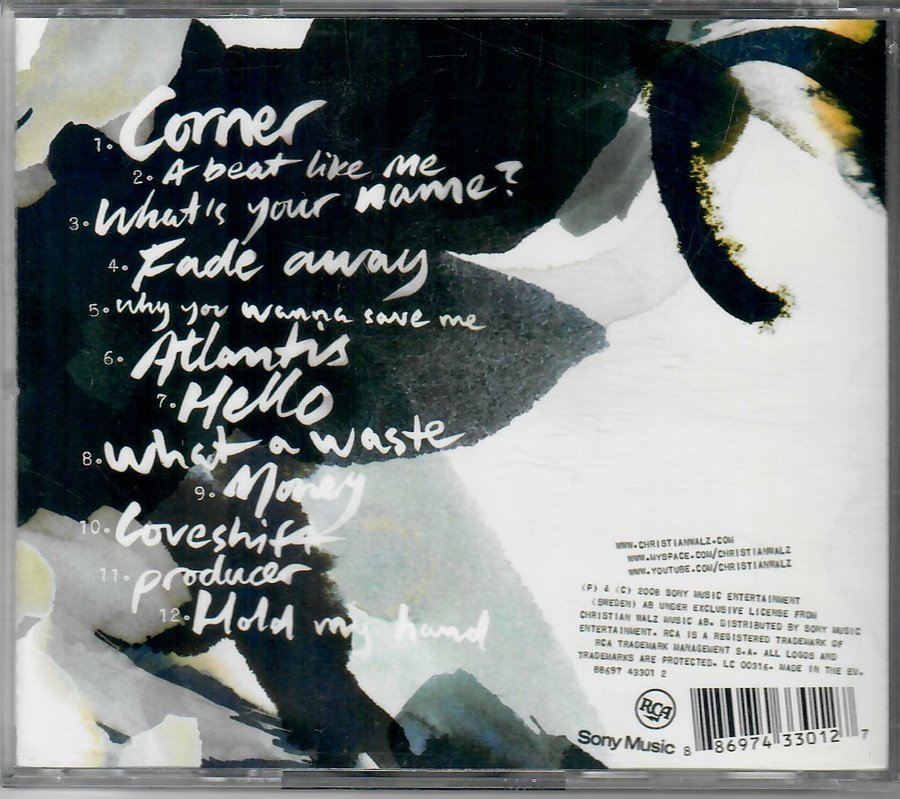 1. Corner
2. A beat like me
3. What's your name?
4. Fade away
5. Why you wanna save me
6. Atlantis
7. Hello
8. What a waste
9. Money
10. Loveshift
11. producer
12. Hold my hand
WWW.CHRISTIANWALZ.COM
WWW.MYSPACE.COM/CHRISTIANWALZ
WWW.YOUTUBE.COM/CHRISTIANWALZ
(P) & (C) 2008 SONY MUSIC ENTERTAINMENT
(SWEDEN) AB UNDER EXCLUSIVE LICENSE FROM
CHRISTIAN WALZ MUSIC AB. DISTRIBUTED BY SONY MUSIC
ENTERTAINMENT. RCA IS A REGISTERED TRADEMARK OF
RCA TRADEMARK MANAGEMENT S.A. ALL LOGOS AND
TRADEMARKS ARE PROTECTED. LC 00316. MADE IN THE EU.
88697 43301 2
RCA
Sony Music
8 86974 33012 7